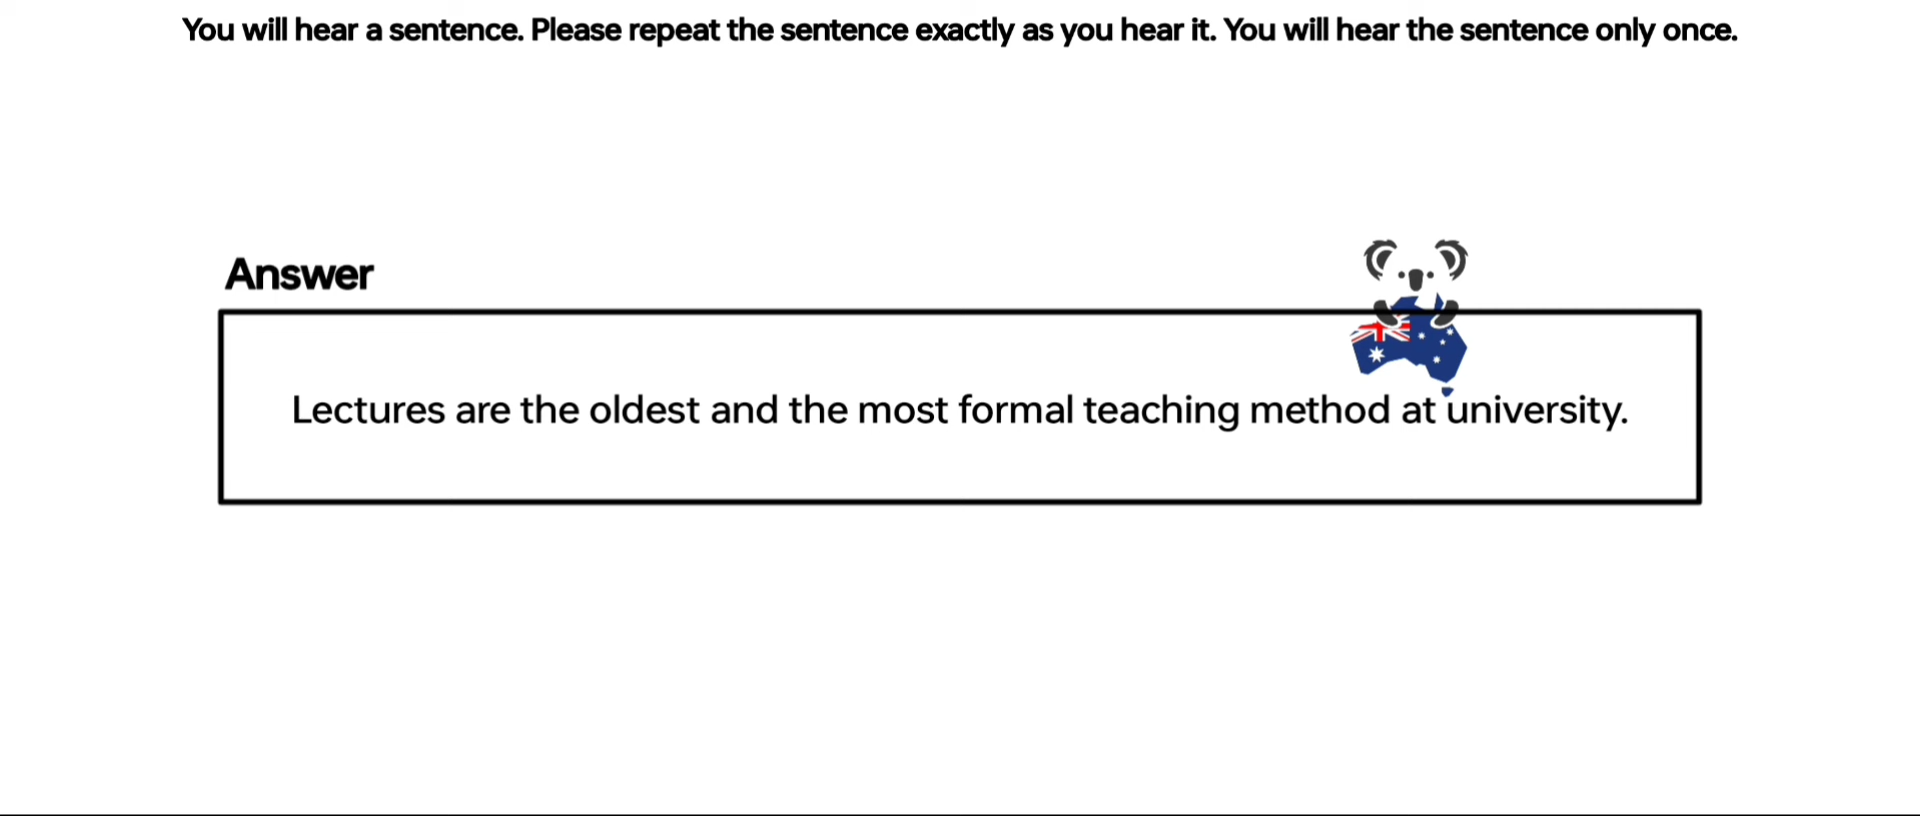 You will hear a sentence. Please repeat the sentence exactly as you hear it. You will hear the sentence only once.
Answer
Lectures are the oldest and the most formal teaching method at university.